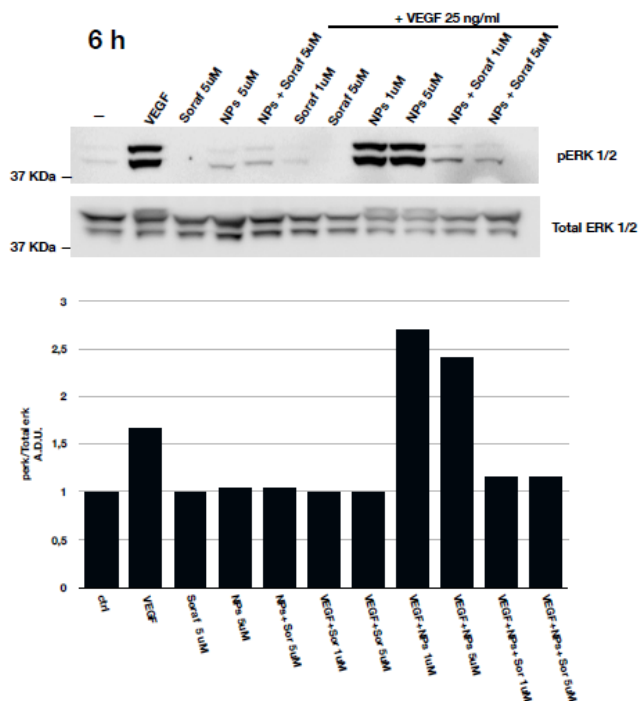 + VEGF 25 ng/ml
6 h
–
VEGF
Soraf 5uM
NPs 5uM
NPs + Soraf 5uM
Soraf 1uM
Soraf 5uM
NPs 1uM
NPs 5uM
NPs + Soraf 1uM
NPs + Soraf 5uM
pERK 1/2
37 KDa
Total ERK 1/2
37 KDa
3
2,5
2
1,5
1
0,5
0
perk/Total erk
A.D.U.
ctrl
VEGF
Soraf 5 uM
NPs 5uM
NPs+Sor 5uM
VEGF+Sor 1uM
VEGF+Sor 5uM
VEGF+NPs 1uM
VEGF+NPs 5uM
VEGF+NPs+Sor 1uM
VEGF+NPs+Sor 5uM